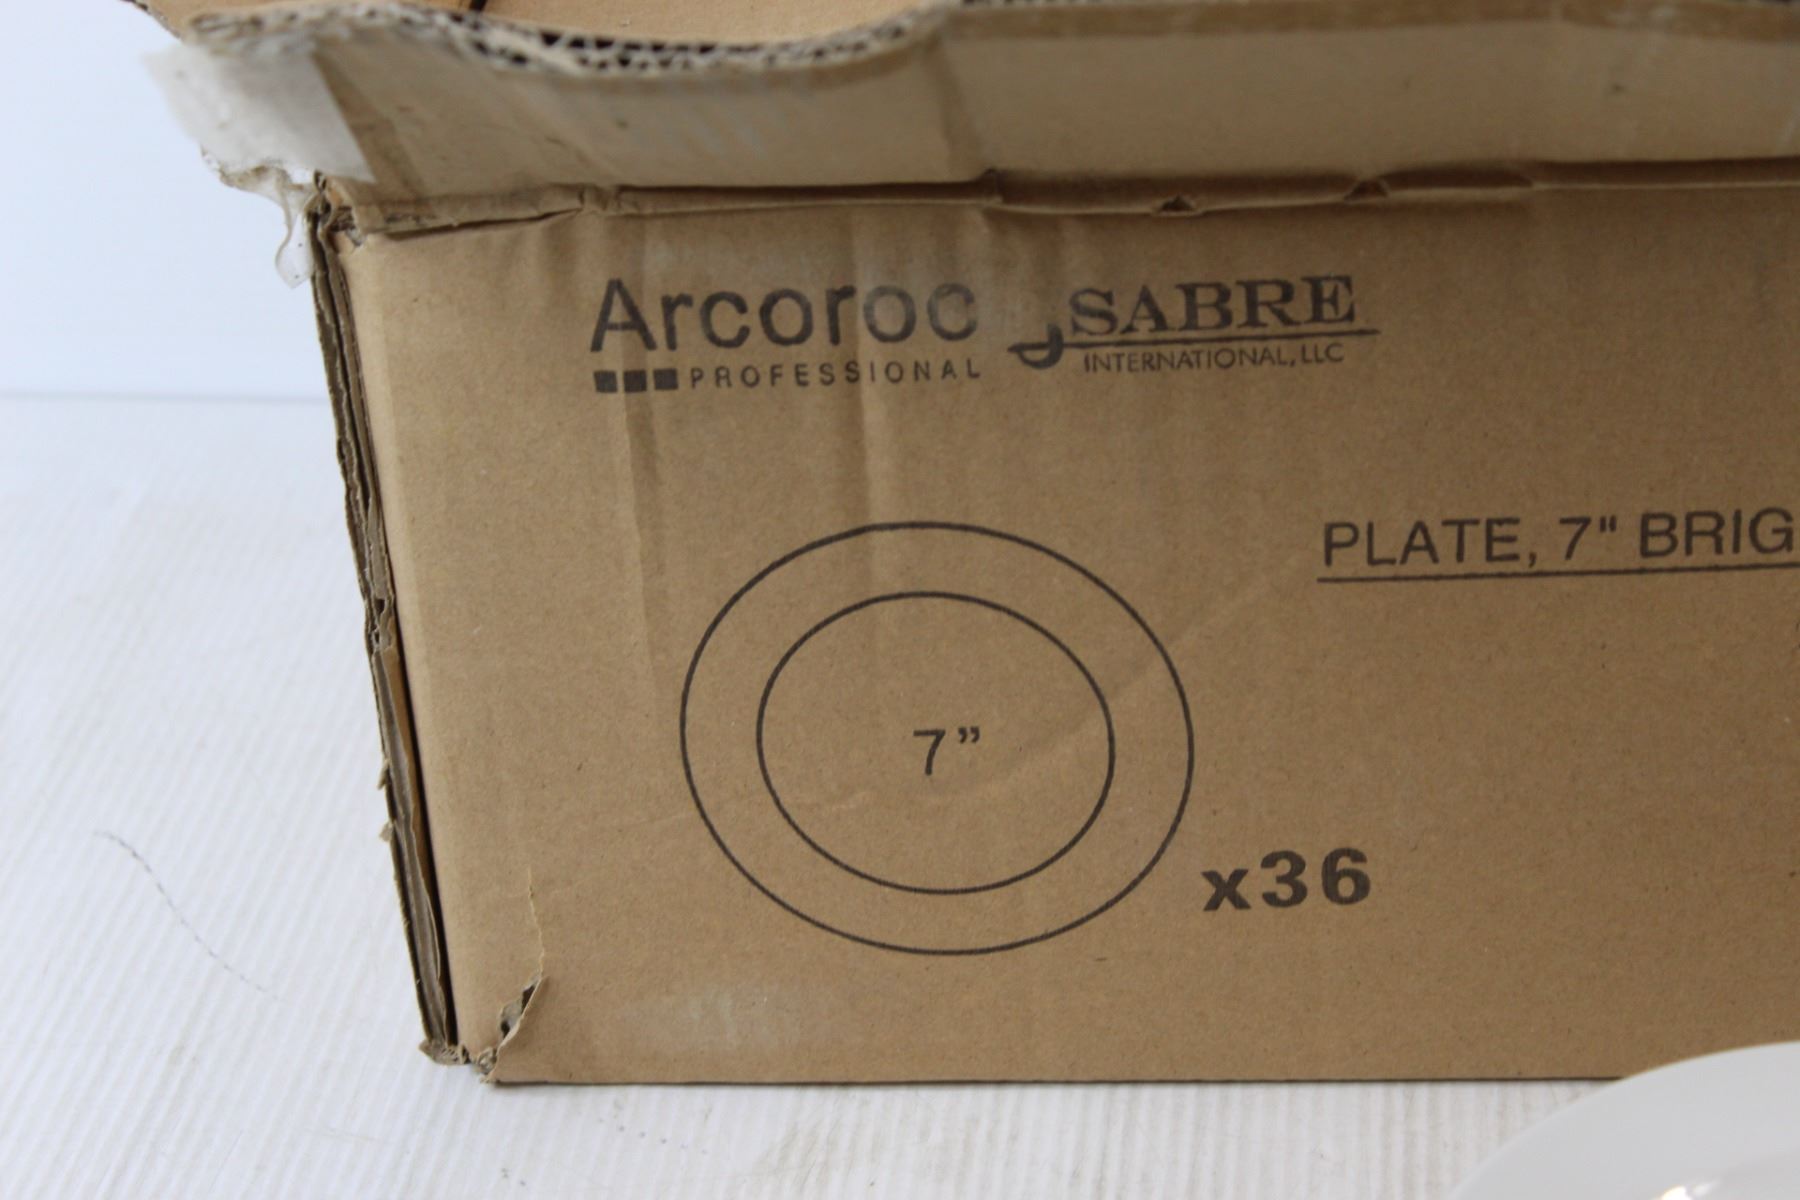 Arcoroc
PROFESSIONAL
SABRE
INTERNATIONAL, LLC
PLATE, 7" BRIG
7”
x36